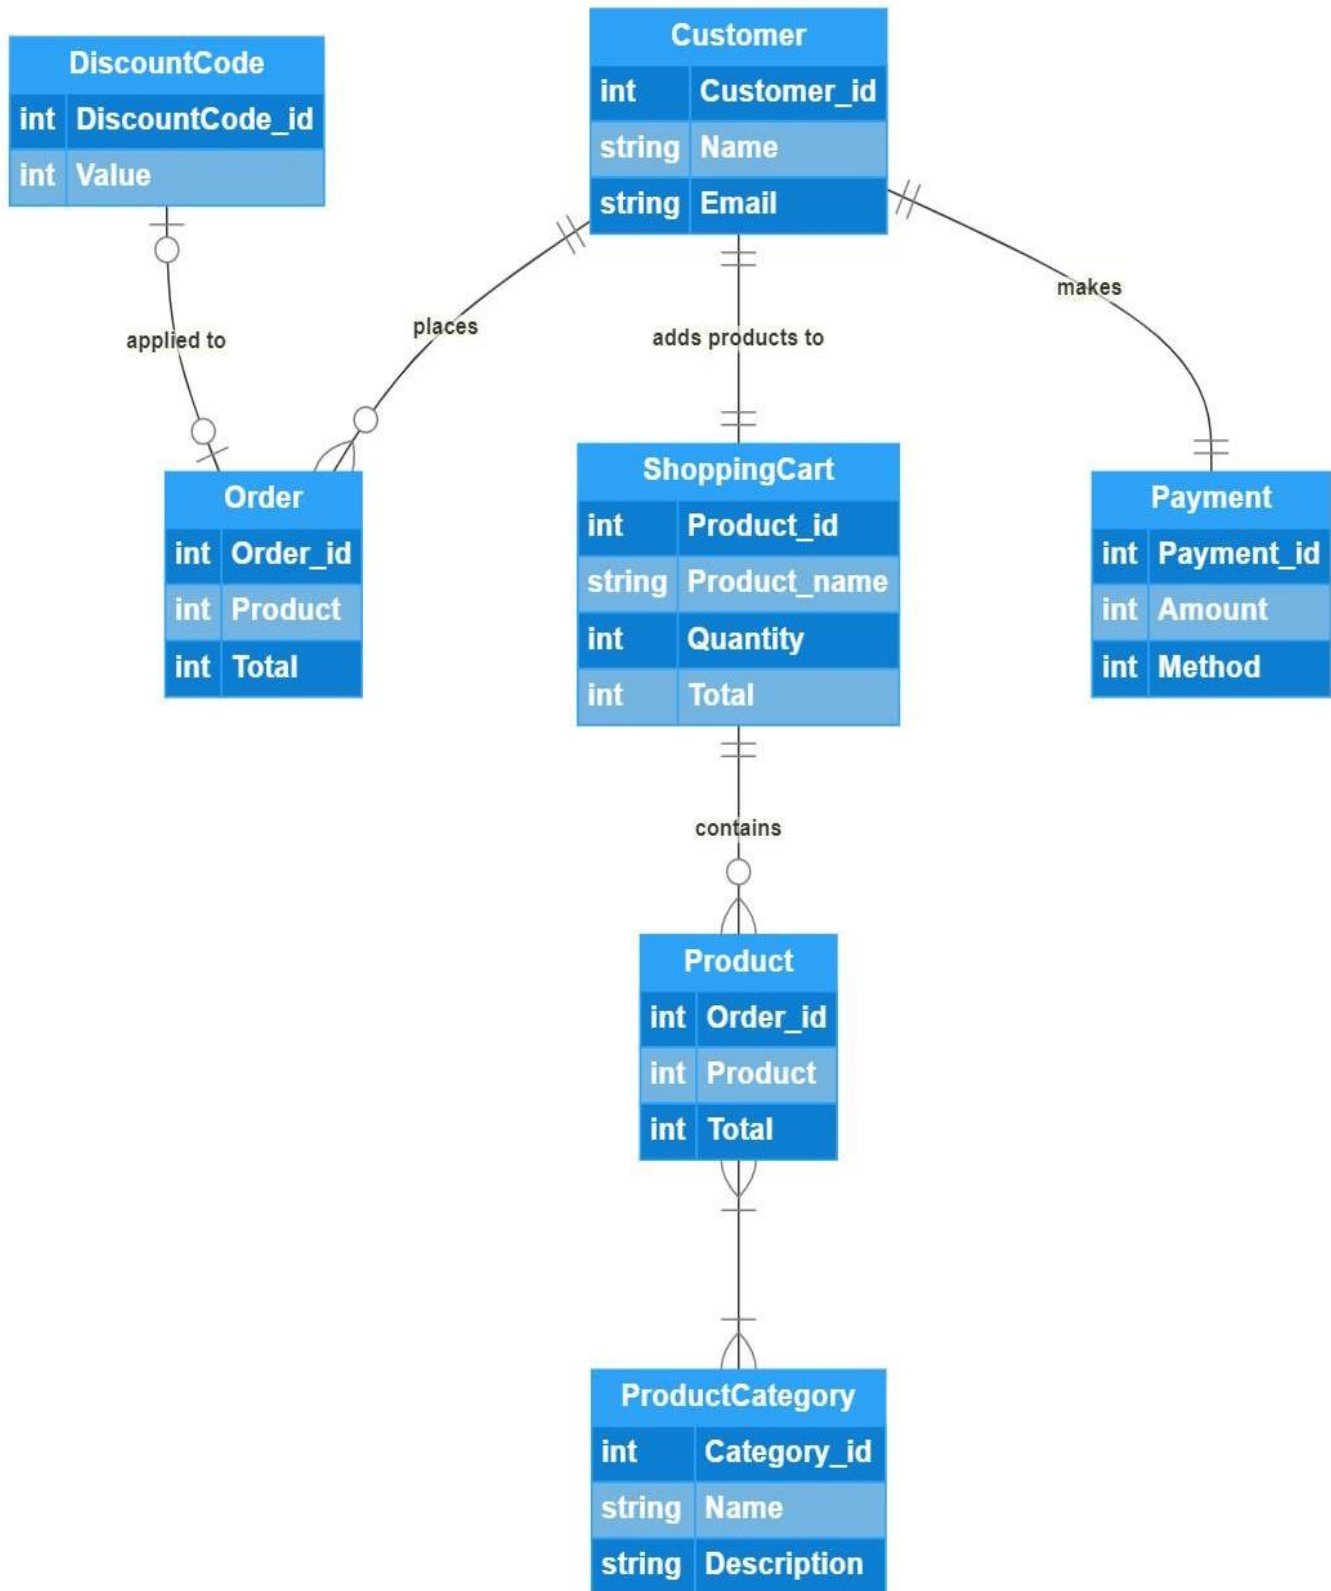 DiscountCode
int DiscountCode_id
int Value
Customer
int Customer_id
string Name
string Email
applied to
places
adds products to
makes
Order
int Order_id
int Product
int Total
ShoppingCart
int Product_id
string Product_name
int Quantity
int Total
Payment
int Payment_id
int Amount
int Method
contains
Product
int Order_id
int Product
int Total
ProductCategory
int Category_id
string Name
string Description